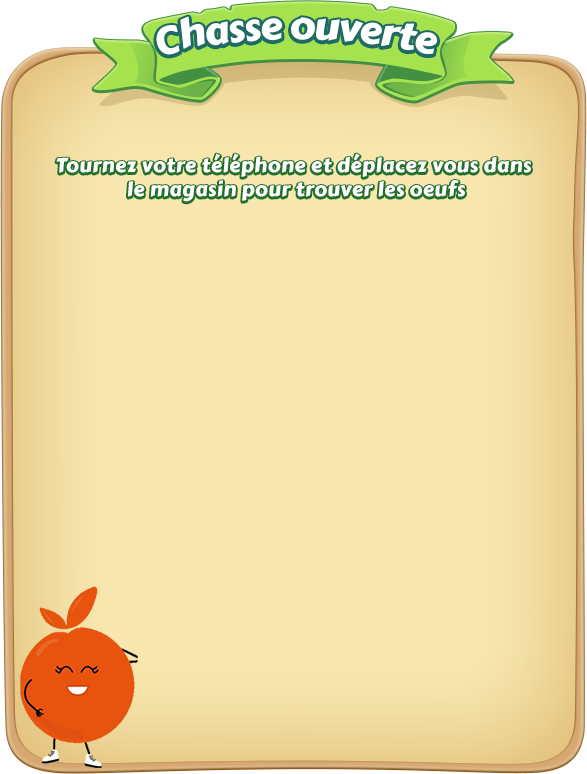 Chasse ouverte
Tournez votre téléphone et déplacez vous dans
le magasin pour trouver les oeufs